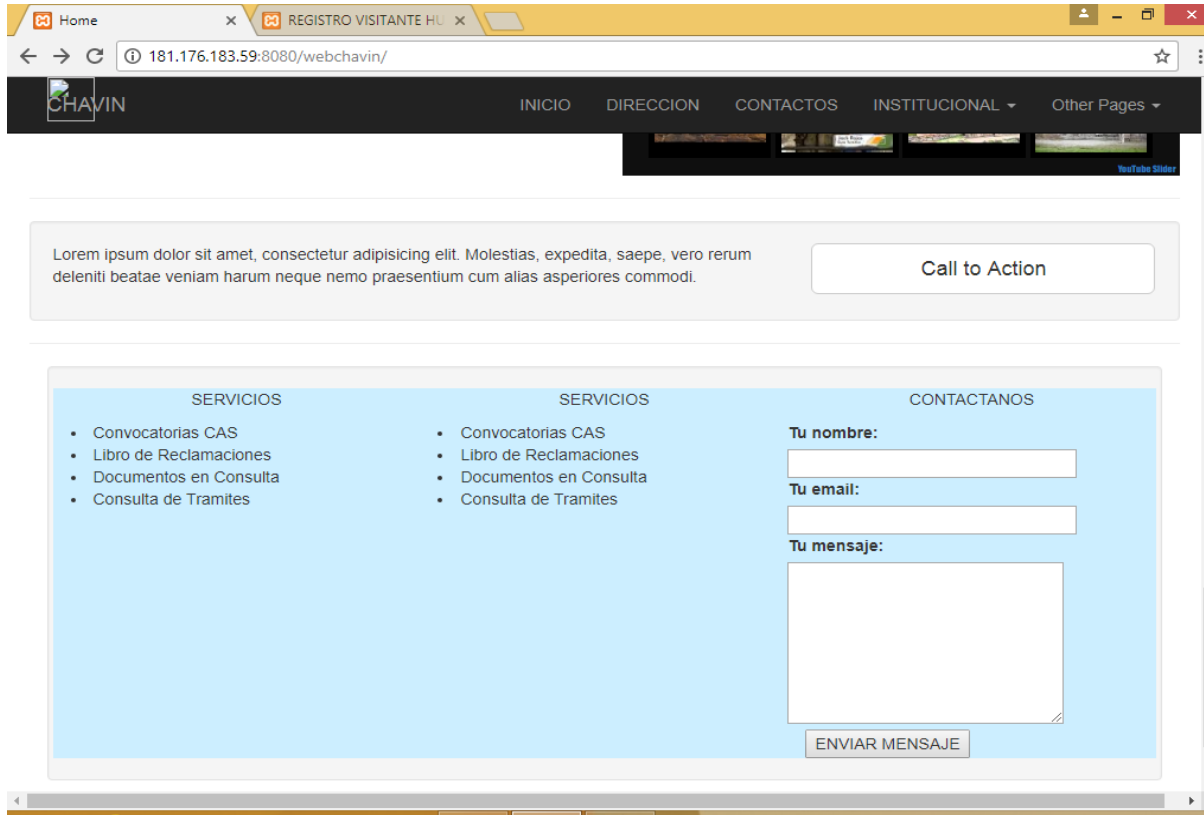 Home
REGISTRO VISITANTE HU
181.176.183.59:8080/webchavin/
CHAVIN
INICIO DIRECCION CONTACTOS INSTITUCIONAL Other Pages
YouTube Slider
Lorem ipsum dolor sit amet, consectetur adipisicing elit. Molestias, expedita, saepe, vero rerum
deleniti beatae veniam harum neque nemo praesentium cum alias asperiores commodi.
Call to Action
SERVICIOS
• Convocatorias CAS
• Libro de Reclamaciones
• Documentos en Consulta
• Consulta de Tramites
SERVICIOS
• Convocatorias CAS
• Libro de Reclamaciones
• Documentos en Consulta
• Consulta de Tramites
CONTACTANOS
Tu nombre:
Tu email:
Tu mensaje:
ENVIAR MENSAJE